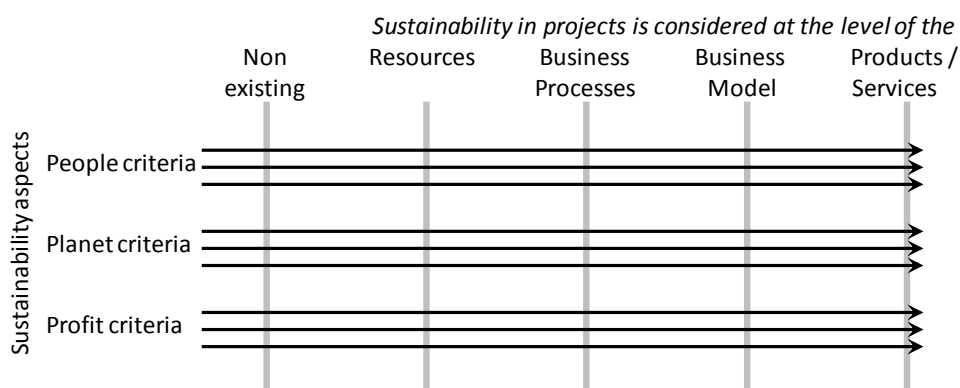 Sustainability in projects is considered at the level of the
Non
existing
Resources
Business
Processes
Business
Model
Products /
Services
Sustainability aspects
People criteria
Planet criteria
Profit criteria